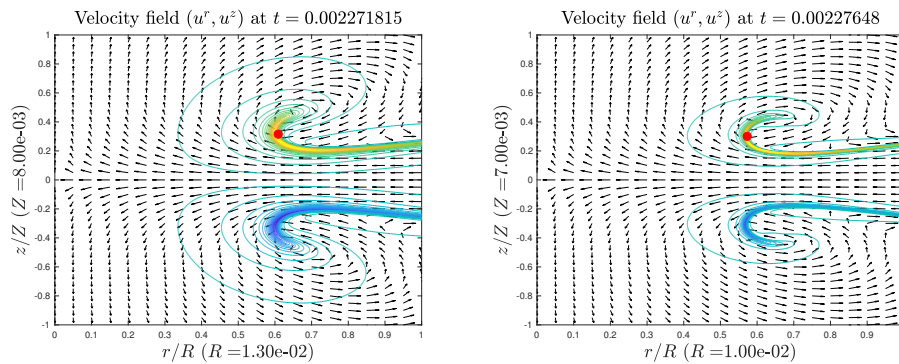 Velocity field (u^r, u^z) at t = 0.002271815
z/Z (Z =8.00e-03)
1
0.8
0.6
0.4
0.2
0
-0.2
-0.4
-0.6
-0.8
-1
0 0.1 0.2 0.3 0.4 0.5 0.6 0.7 0.8 0.9 1
r/R (R =1.30e-02)
Velocity field (u^r, u^z) at t = 0.00227648
z/Z (Z =7.00e-03)
1
0.8
0.6
0.4
0.2
0
-0.2
-0.4
-0.6
-0.8
-1
0 0.1 0.2 0.3 0.4 0.5 0.6 0.7 0.8 0.9
r/R (R =1.00e-02)